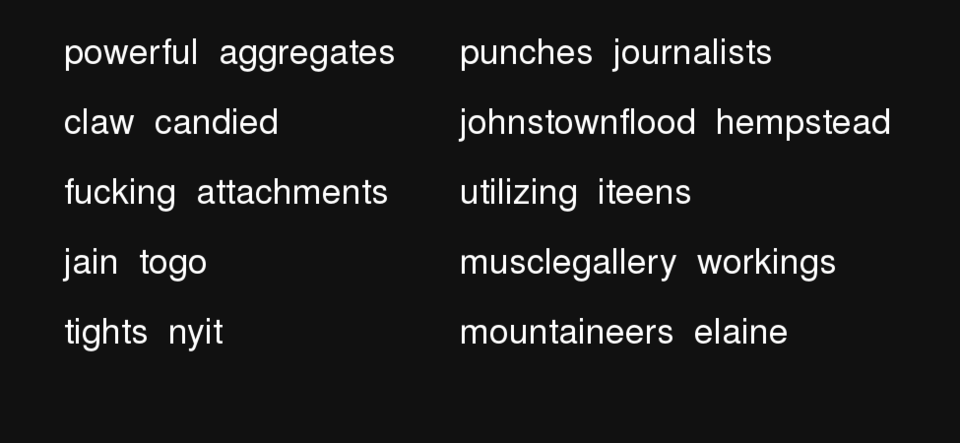 powerful aggregates
claw candied
fucking attachments
jain togo
tights nyit
punches journalists
johnstownflood hempstead
utilizing iteens
musclegallery workings
mountaineers elaine